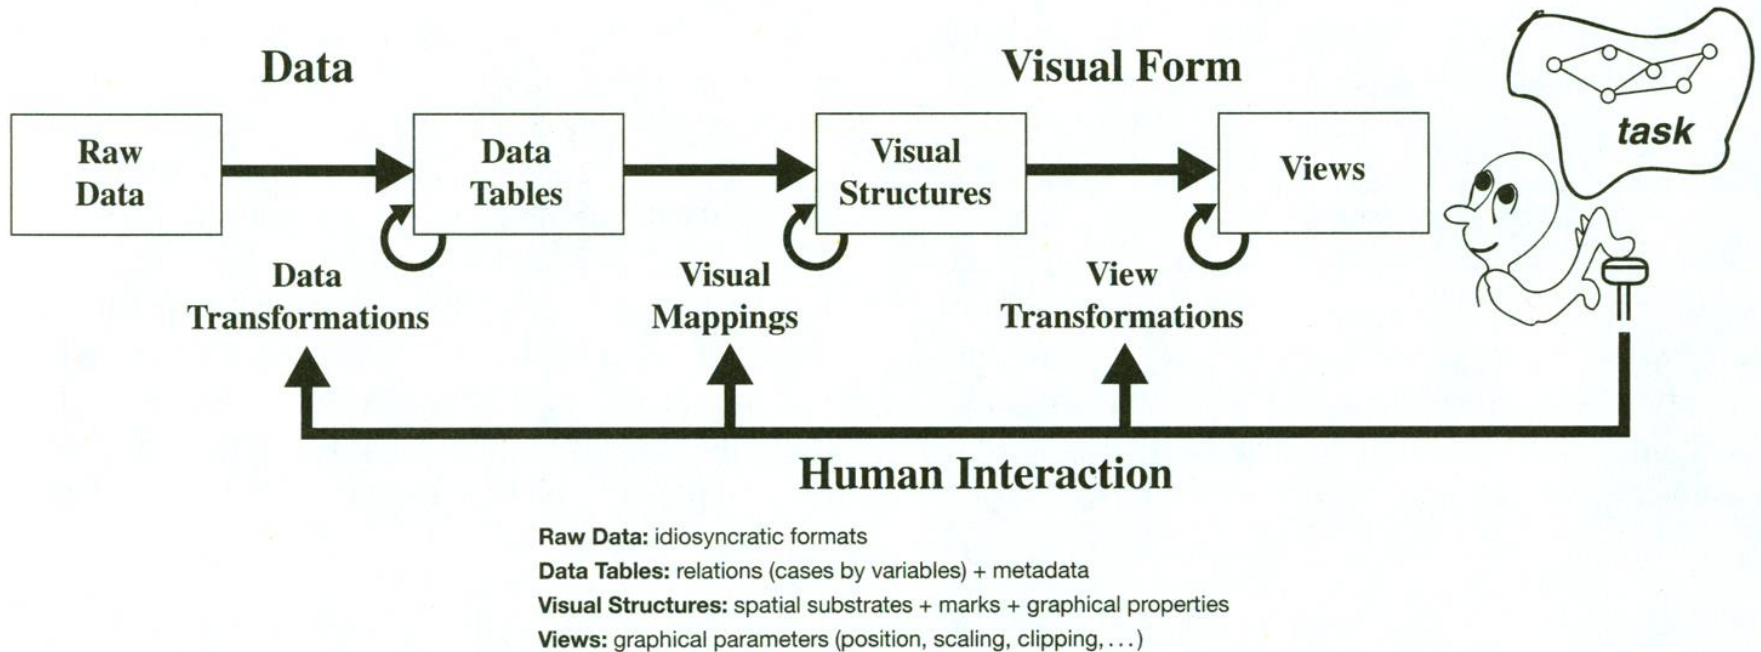 Data
Visual Form
Raw
Data
Data
Tables
Visual
Structures
Views
task
Data
Transformations
Visual
Mappings
View
Transformations
Human Interaction
Raw Data: idiosyncratic formats
Data Tables: relations (cases by variables) + metadata
Visual Structures: spatial substrates + marks + graphical properties
Views: graphical parameters (position, scaling, clipping, . . . )